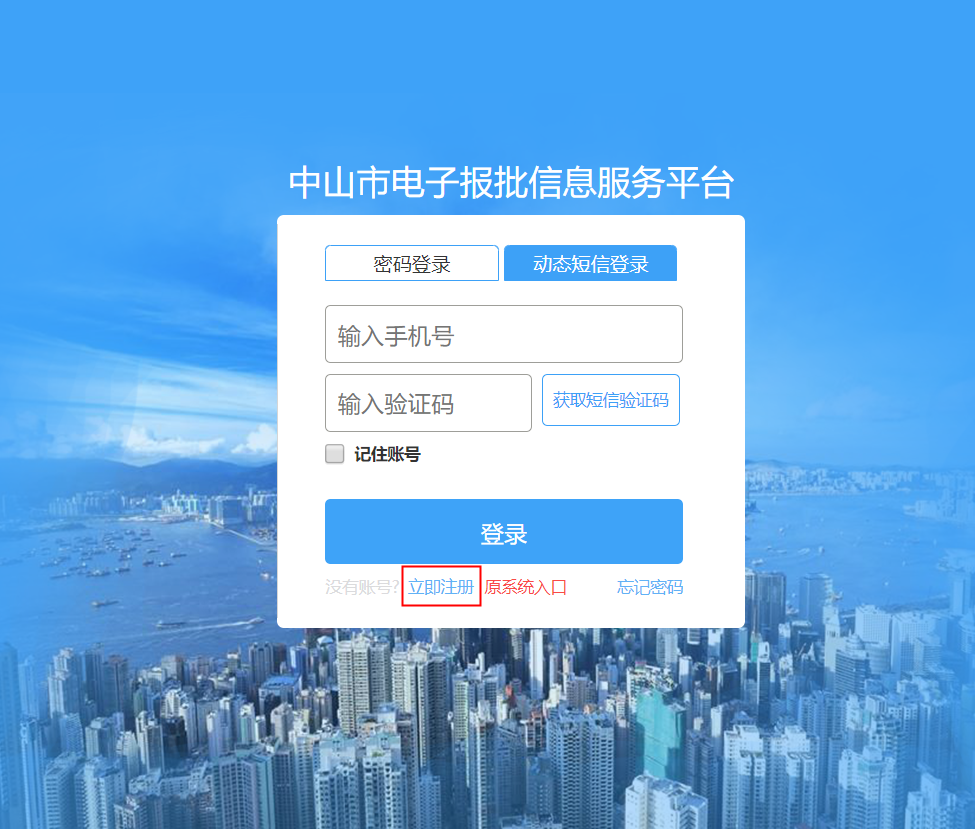 中山市电子报批信息服务平台
密码登录 动态短信登录
输入手机号
输入验证码 获取短信验证码
记住账号
登录
没有账号? 立即注册 原系统入口 忘记密码